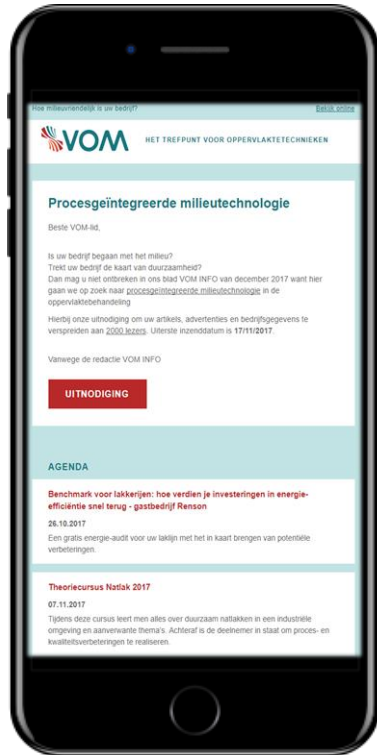 Hoe milieuvriendelijk is uw bedrijf? Bekijk online
VOM HET TREFPUNT VOOR OPPERVLAKTETECHNIEKEN
Procesgeïntegreerde milieutechnologie
Beste VOM-lid,
Is uw bedrijf begaan met het milieu?
Trekt uw bedrijf de kaart van duurzaamheid?
Dan mag u niet ontbreken in ons blad VOM INFO van december 2017 want hier
gaan we op zoek naar procesgeïntegreerde milieutechnologie in de
oppervlaktebehandeling
Hierbij onze uitnodiging om uw artikels, advertenties en bedrijfsgegevens te
verspreiden aan 2000 lezers. Uiterste inzenddatum is 17/11/2017.
Vanwege de redactie VOM INFO
UITNODIGING
AGENDA
Benchmark voor lakkerijen: hoe verdien je investeringen in energie-
efficiëntie snel terug - gastbedrijf Renson
26.10.2017
Een gratis energie-audit voor uw laklijn met het in kaart brengen van potentiële
verbeteringen.
Theoriecursus Natlak 2017
07.11.2017
Tijdens deze cursus leert men alles over duurzaam natlakken in een industriële
omgeving en aanverwante thema's. Achteraf is de deelnemer in staat om proces- en
kwaliteitsverbeteringen te realiseren.